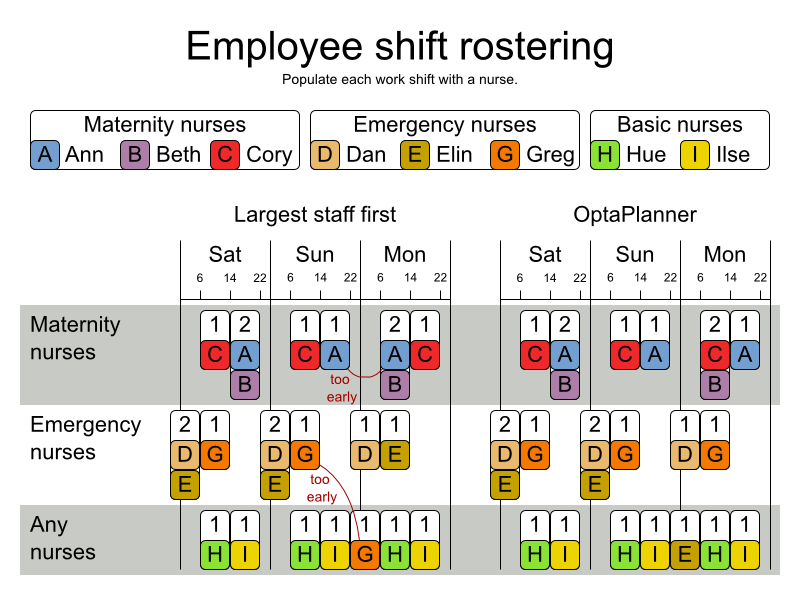 Employee shift rostering
Populate each work shift with a nurse.
Maternity nurses
A Ann B Beth C Cory
Emergency nurses
D Dan E Elin G Greg
Basic nurses
H Hue I Ilse
Largest staff first
OptaPlanner
Sat Sun Mon Sat Sun Mon
6 14 22 6 14 22 6 14 22 6 14 22 6 14 22 6 14 22
Maternity
nurses
1 2 1 1 2 1 1 2 1 1 2 1
C A C A A C C A C A C A
B B B B
too
early
Emergency
nurses
2 1 2 1 1 1 2 1 2 1 1 1
D G D G D E D G D G D G
E E E E
too
early
Any
nurses
1 1 1 1 1 1 1 1 1 1 1 1 1 1
H I H I G H I H I H I E H I